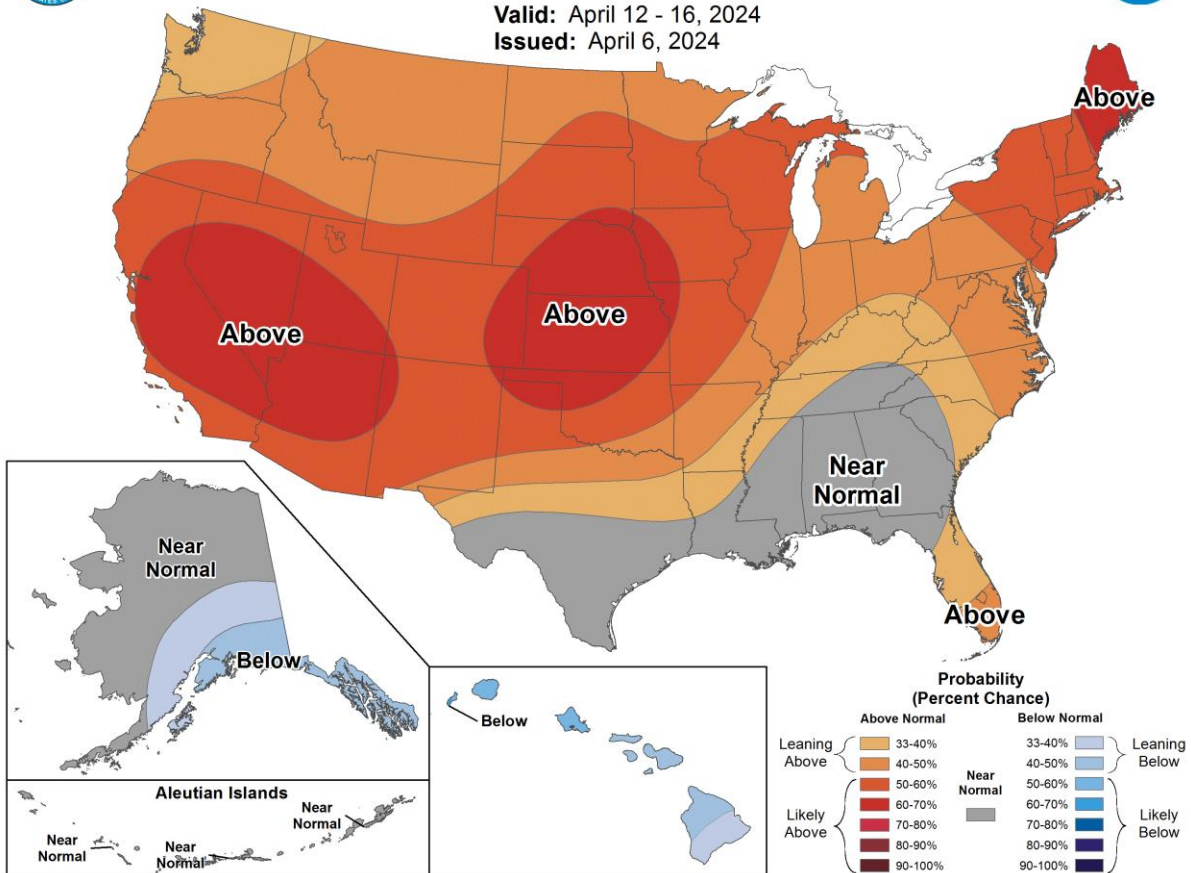 Valid: April 12 - 16, 2024
Issued: April 6, 2024
Above
Above
Above
Near
Normal
Above
Near
Normal
Below
Below
Aleutian Islands
Near
Normal
Near
Normal
Near
Normal
Probability
(Percent Chance)
Above Normal
Below Normal
Leaning
Above
33-40%
40-50%
50-60%
60-70%
70-80%
80-90%
90-100%
Likely
Above
Near
Normal
33-40%
40-50%
50-60%
60-70%
70-80%
80-90%
90-100%
Leaning
Below
Likely
Below